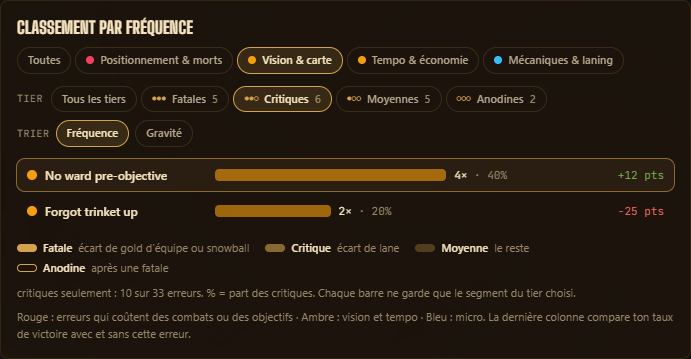 CLASSEMENT PAR FRÉQUENCE
Toutes Positionnement & morts Vision & carte Tempo & économie Mécaniques & laning
TIER Tous les tiers Fatales 5 Critiques 6 Moyennes 5 Anodines 2
TRIER Fréquence Gravité
No ward pre-objective 4× · 40% +12 pts
Forgot trinket up 2× · 20% -25 pts
Fatale écart de gold d'équipe ou snowball Critique écart de lane Moyenne le reste
Anodine après une fatale
critiques seulement : 10 sur 33 erreurs. % = part des critiques. Chaque barre ne garde que le segment du tier choisi.
Rouge : erreurs qui coûtent des combats ou des objectifs · Ambre : vision et tempo · Bleu : micro. La dernière colonne compare ton taux
de victoire avec et sans cette erreur.